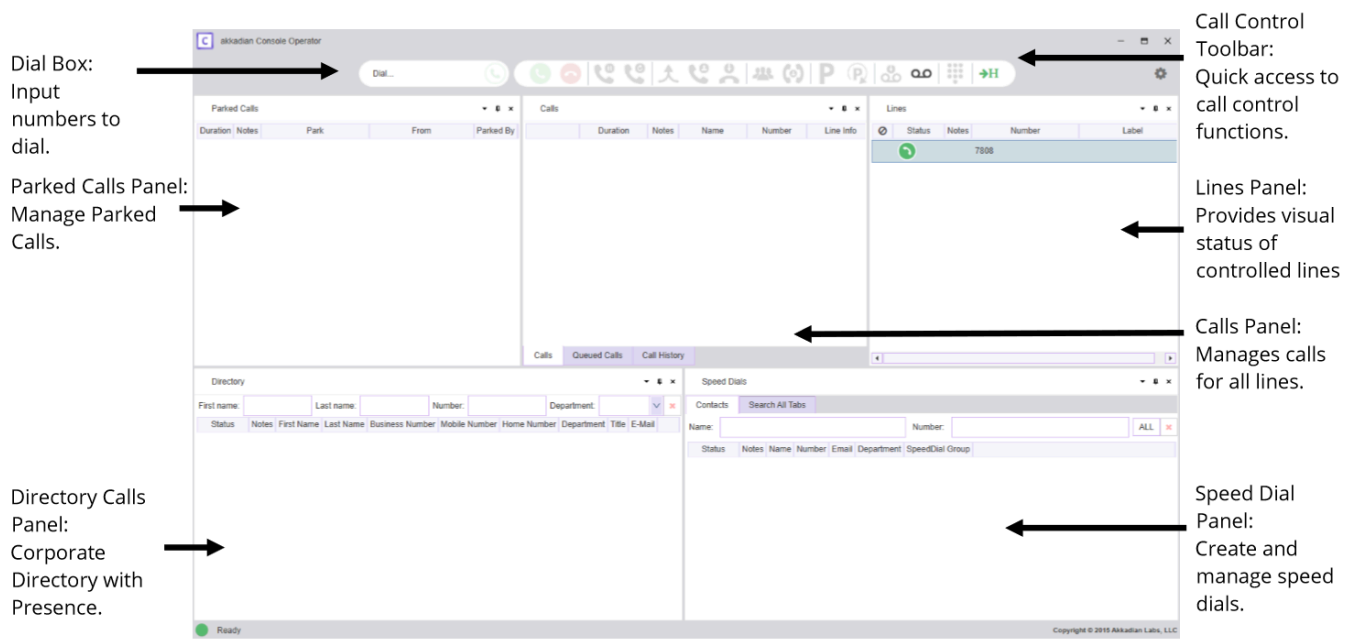 Dial Box:
Input
numbers to
dial.
Parked Calls Panel:
Manage Parked
Calls.
Directory Calls
Panel:
Corporate
Directory with
Presence.
C akkadian Console Operator
Dial...
P P →H
Parked Calls
Duration Notes Park From Parked By
Calls
Duration Notes Name Number Line Info
Calls Queued Calls Call History
Lines
Status Notes Number Label
7808
Directory
First name: Last name: Number: Department:
Status Notes First Name Last Name Business Number Mobile Number Home Number Department Title E-Mail
Speed Dials
Contacts Search All Tabs
Name: Number: ALL
Status Notes Name Number Email Department SpeedDial Group
Ready
Copyright © 2015 Akkadian Labs, LLC
Call Control
Toolbar:
Quick access to
call control
functions.
Lines Panel:
Provides visual
status of
controlled lines
Calls Panel:
Manages calls
for all lines.
Speed Dial
Panel:
Create and
manage speed
dials.